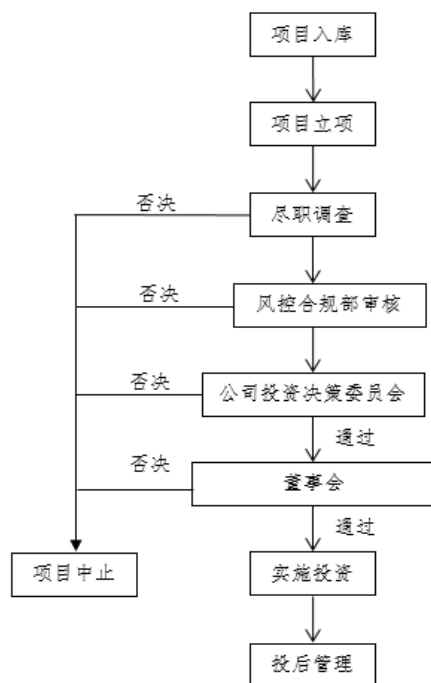 项目入库
项目立项
否决
尽职调查
否决
风控合规部审核
否决
公司投资决策委员会
通过
否决
董事会
通过
项目中止
实施投资
投后管理